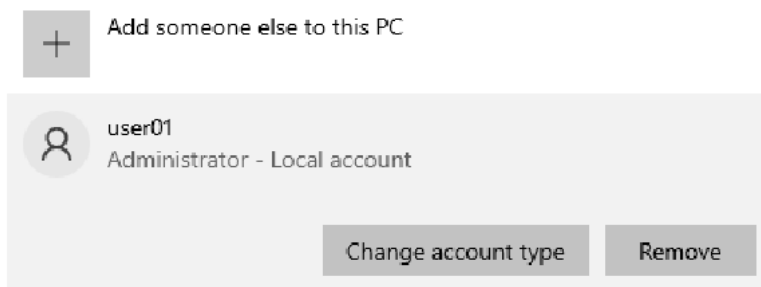 Add someone else to this PC
user01
Administrator - Local account
Change account type
Remove